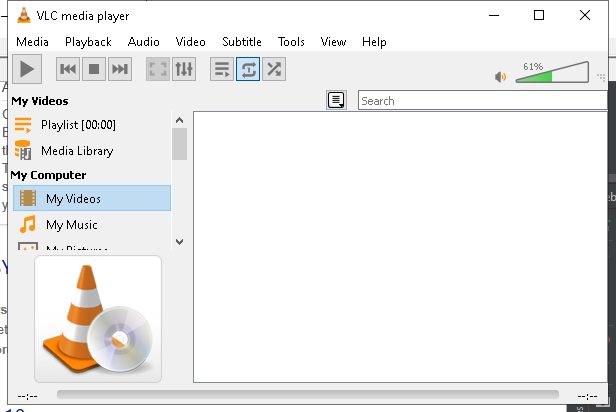 VLC media player
Media Playback Audio Video Subtitle Tools View Help
61%
My Videos
Search
Playlist [00:00]
Media Library
My Computer
My Videos
My Music
My Pictures
--:-- --:--